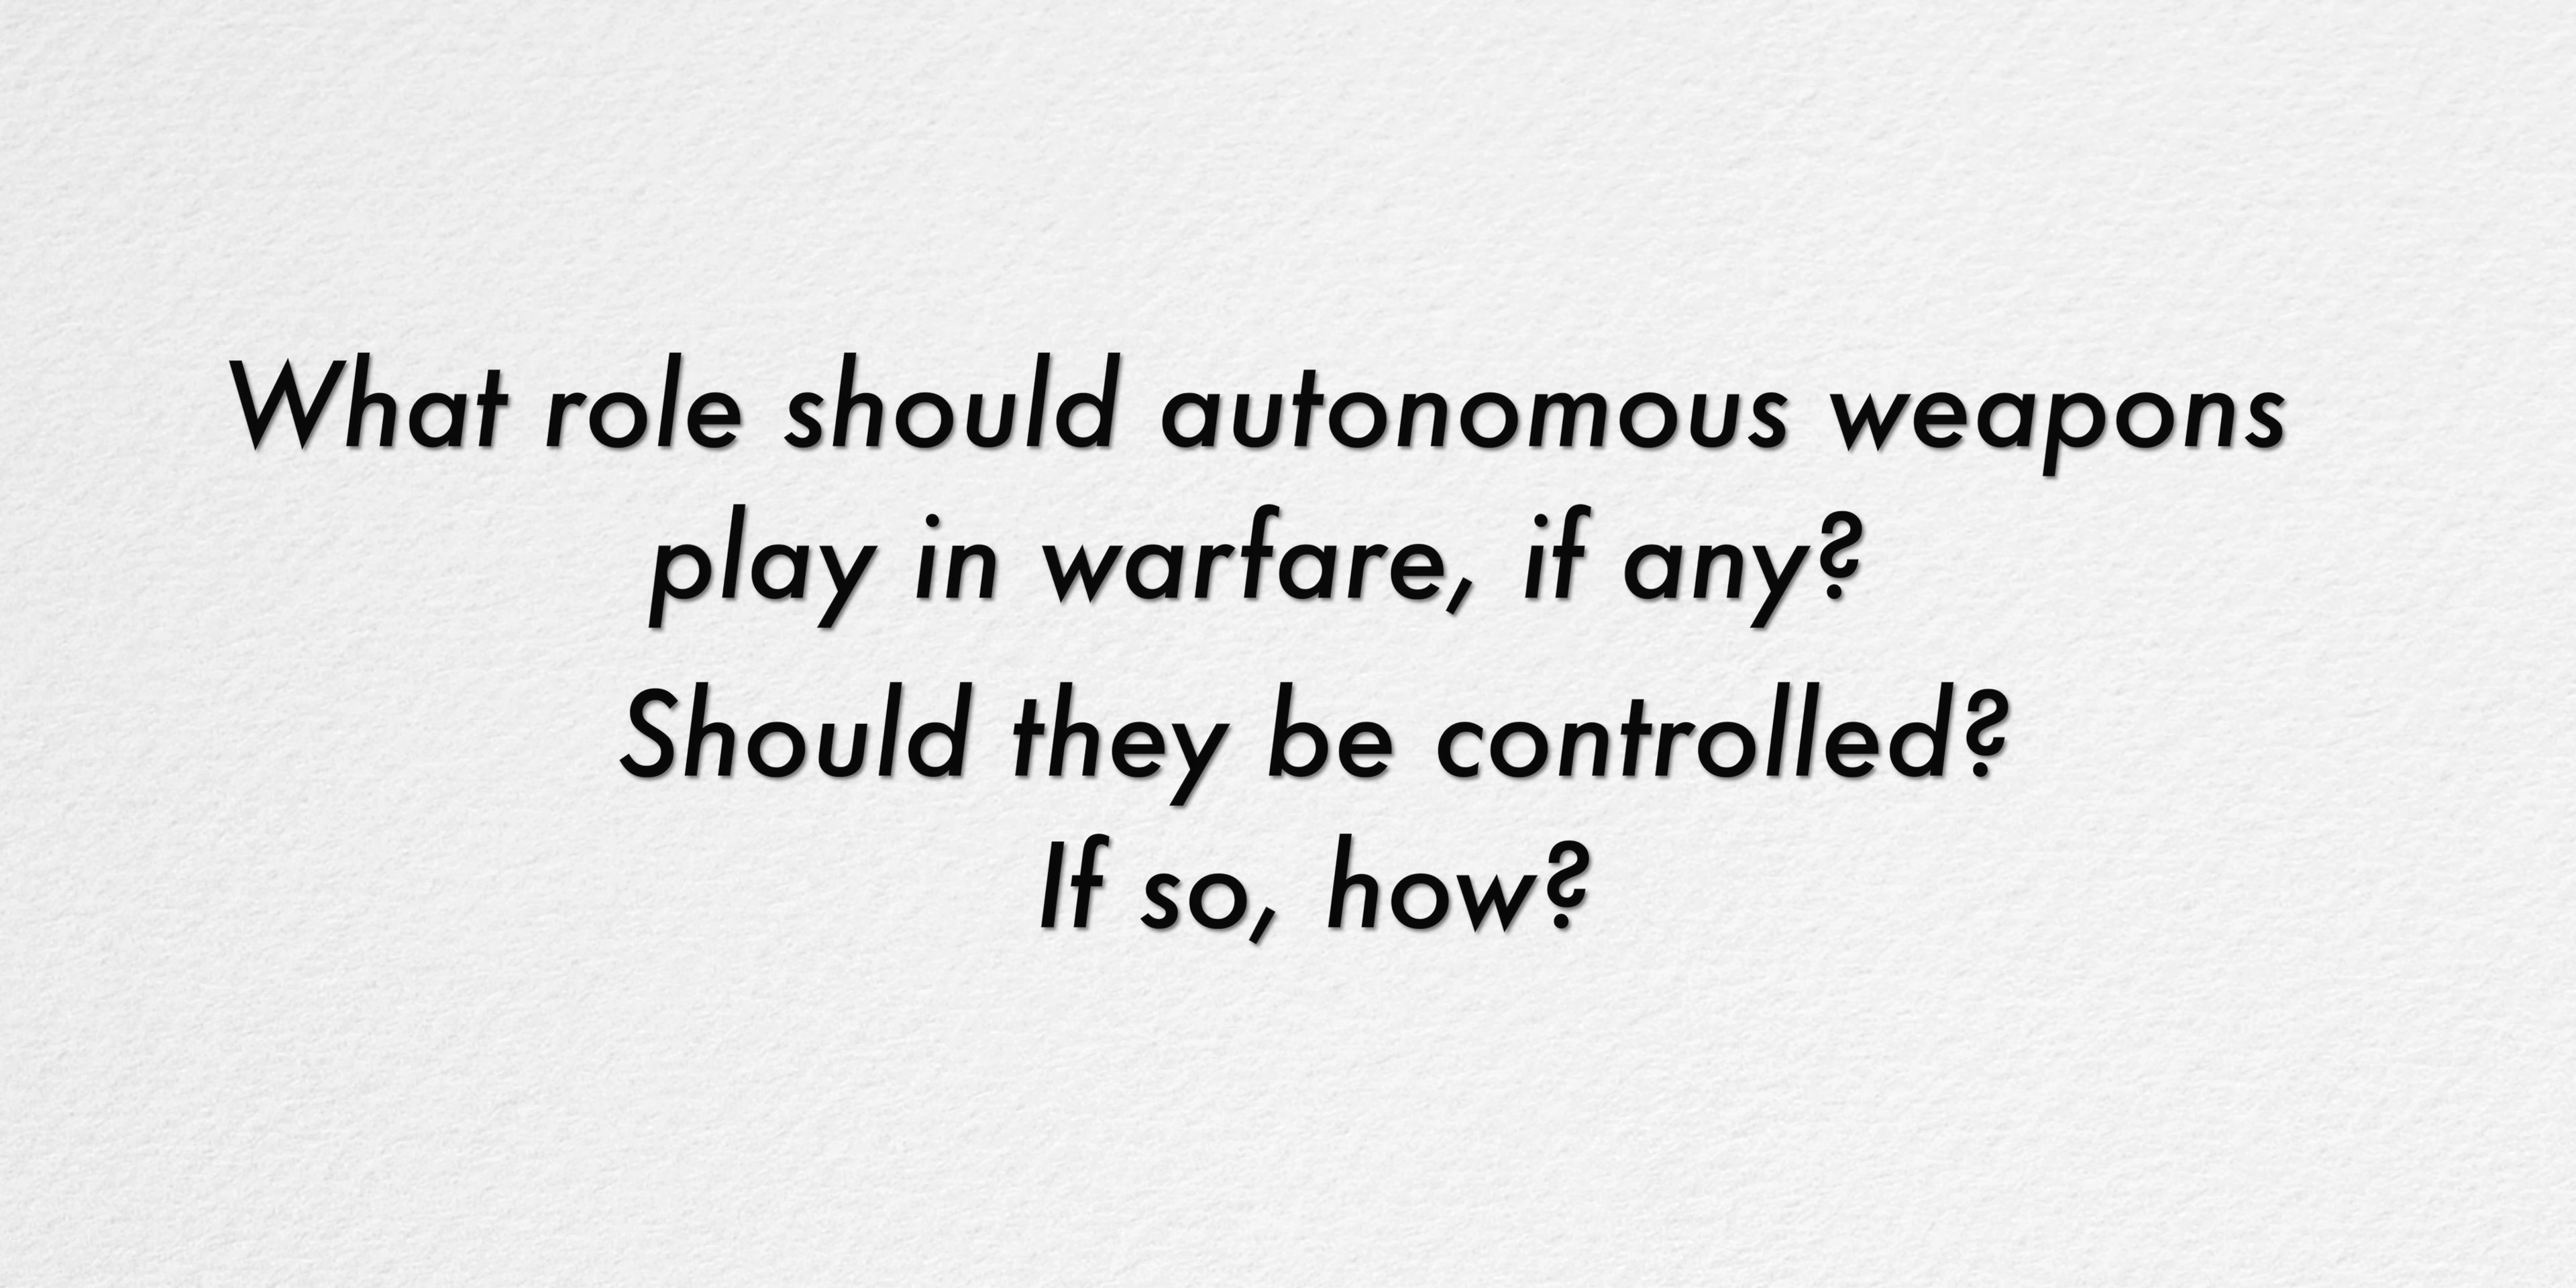 What role should autonomous weapons
play in warfare, if any?
Should they be controlled?
If so, how?